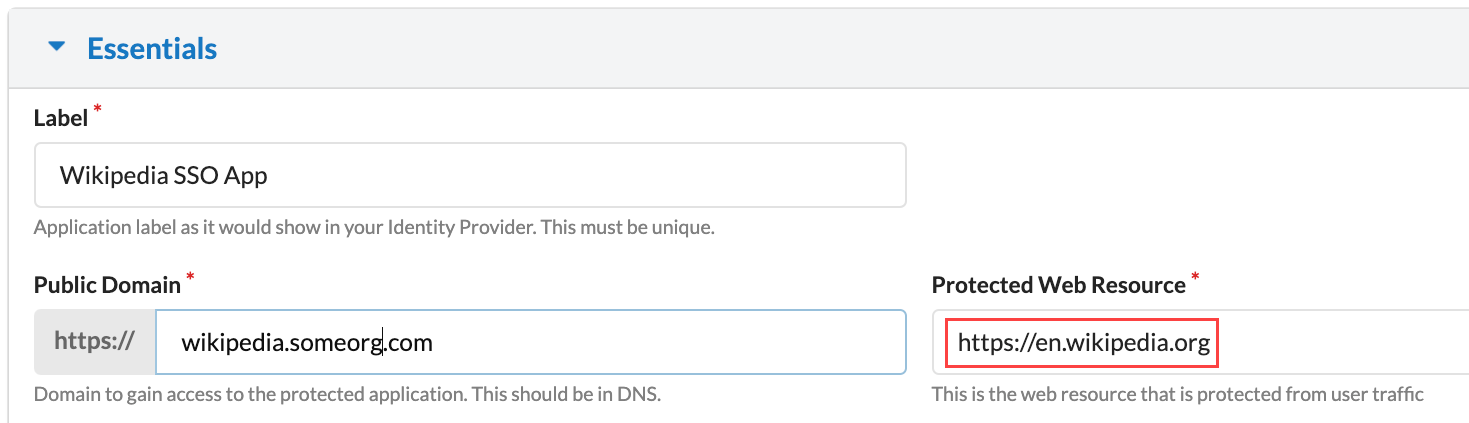 Essentials
Label *
Wikipedia SSO App
Application label as it would show in your Identity Provider. This must be unique.
Public Domain *
https:// wikipedia.someorg.com
Domain to gain access to the protected application. This should be in DNS.
Protected Web Resource *
https://en.wikipedia.org
This is the web resource that is protected from user traffic